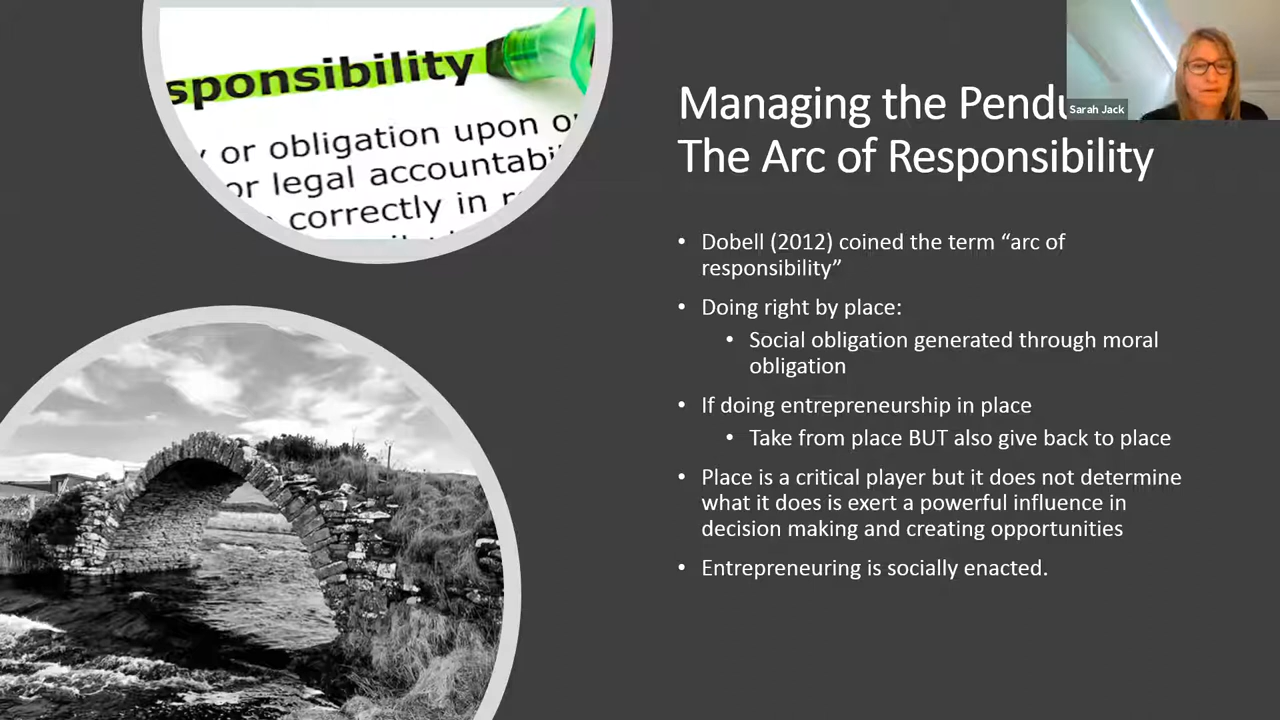 sponsibility
or obligation upon
or legal accountabi
correctly in
Managing the Pendu
Sarah Jack
The Arc of Responsibility
• Dobell (2012) coined the term “arc of
responsibility”
• Doing right by place:
• Social obligation generated through moral
obligation
• If doing entrepreneurship in place
• Take from place BUT also give back to place
• Place is a critical player but it does not determine
what it does is exert a powerful influence in
decision making and creating opportunities
• Entrepreneuring is socially enacted.